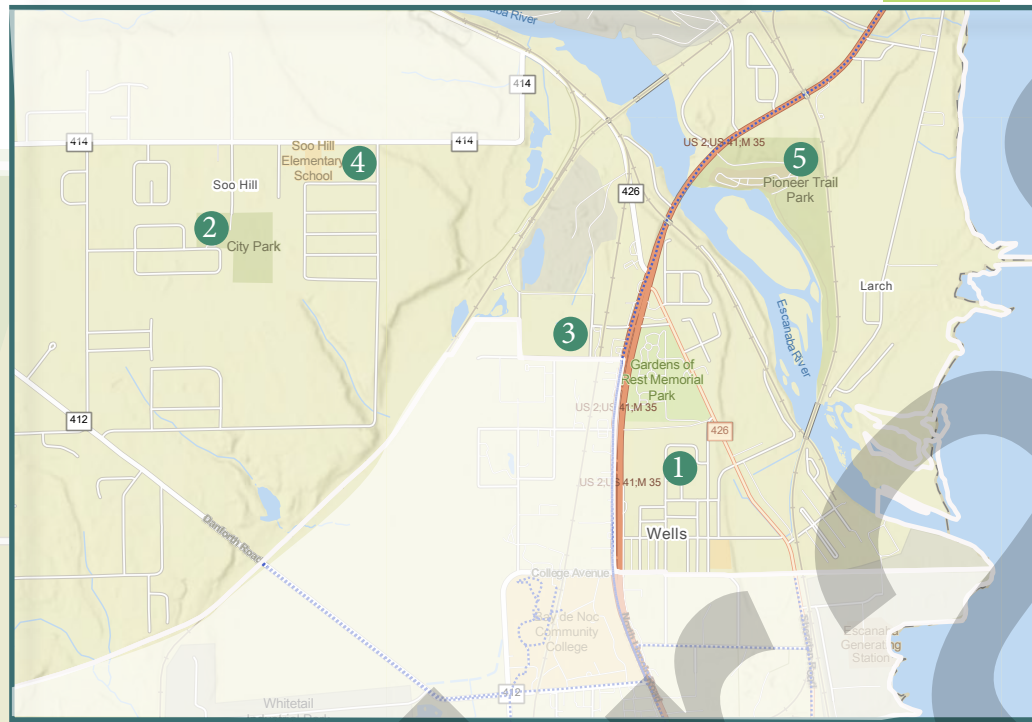 aba River
414
414
414
US 2;US 41;M 35
Soo Hill
Elementary
School
4
5
Soo Hill
426
Pioneer Trail
Park
2
City Park
Larch
Escanaba River
3
Gardens of
Rest Memorial
Park
US 2;US 41;M 35
412
426
1
US 2;US 41;M 35
Wells
Danforth Road
College Avenue
Bay de Noc
Community
College
Escanaba
Generating
Station
412
Whitetail